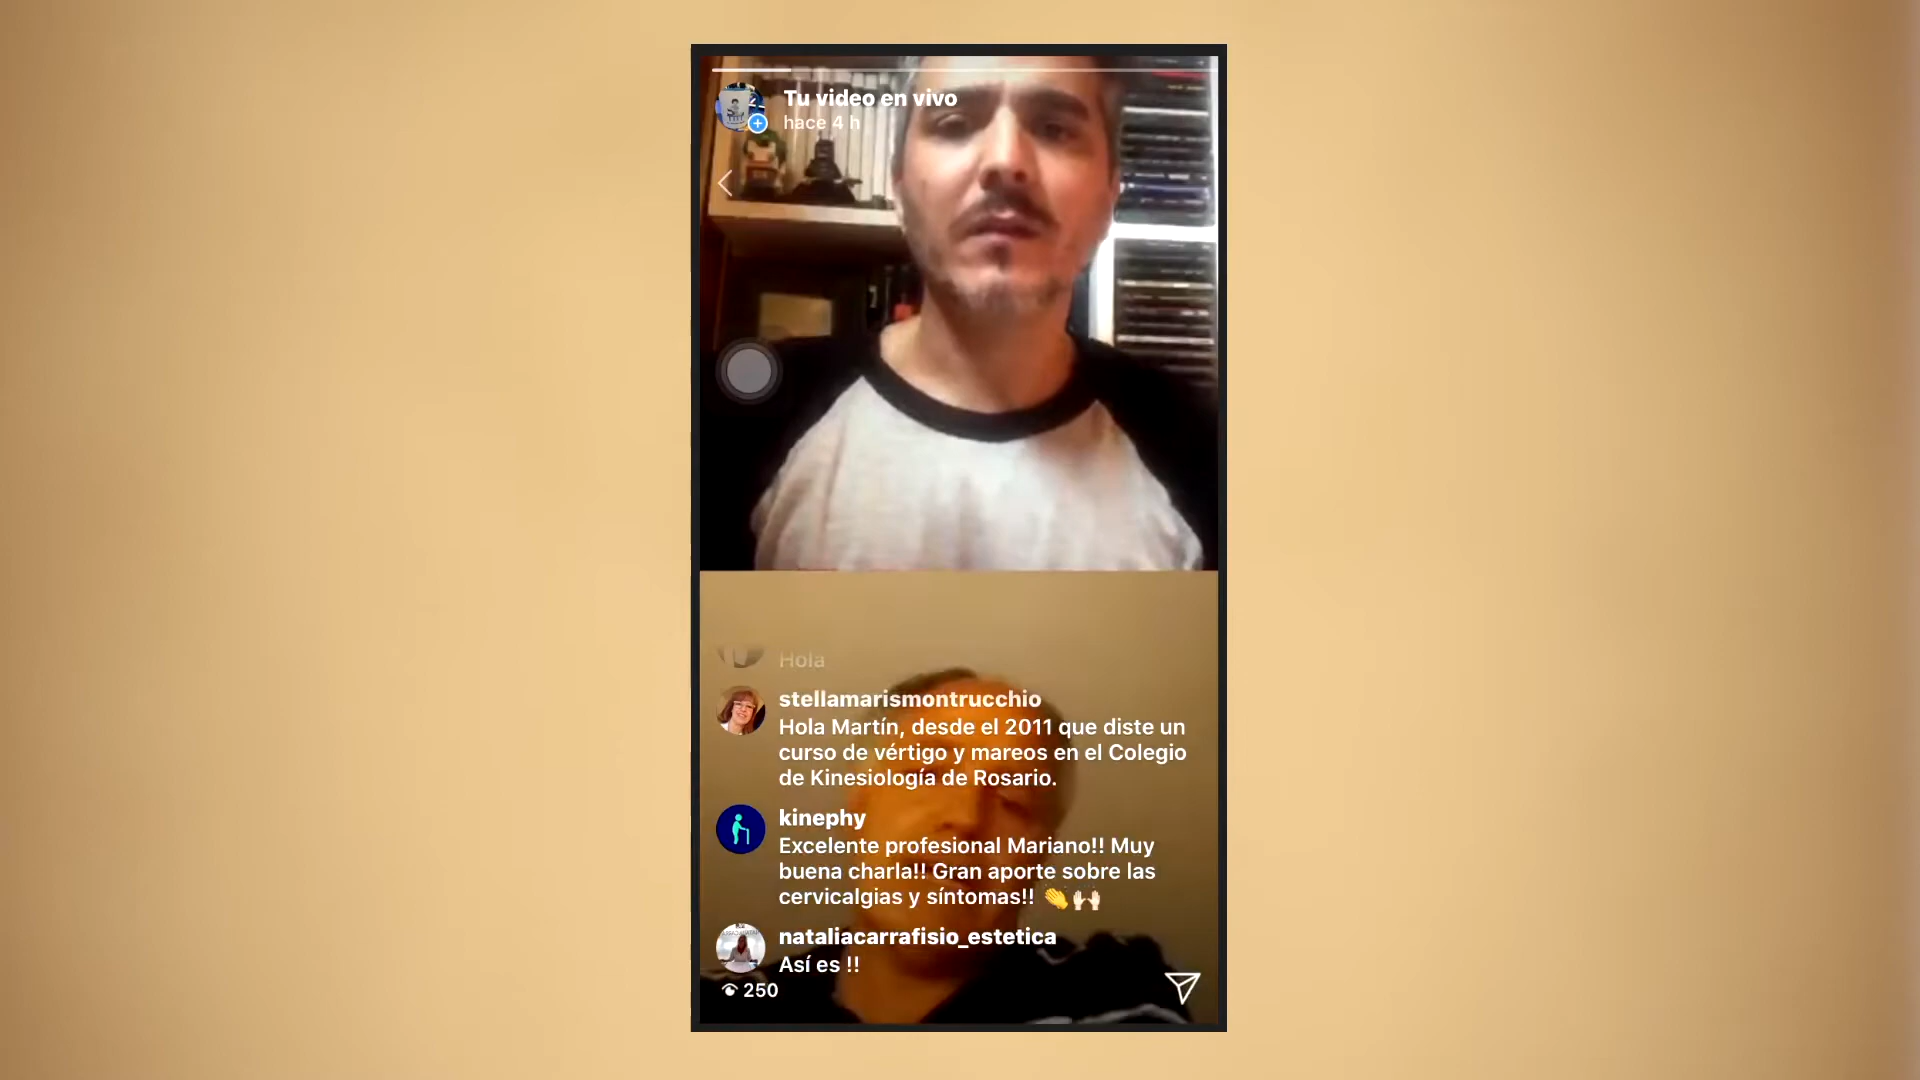 Tu video en vivo
hace 4 h
Hola
stellamarismontrucchio
Hola Martín, desde el 2011 que diste un
curso de vértigo y mareos en el Colegio
de Kinesiología de Rosario.
kinephy
Excelente profesional Mariano!! Muy
buena charla!! Gran aporte sobre las
cervicalgias y síntomas!! 👏🙌🏻
nataliacarrafisio_estetica
Así es !!
250